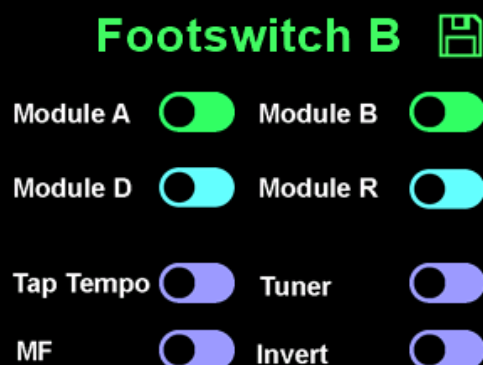 Footswitch B
Module A Module B
Module D Module R
Tap Tempo Tuner
MF Invert